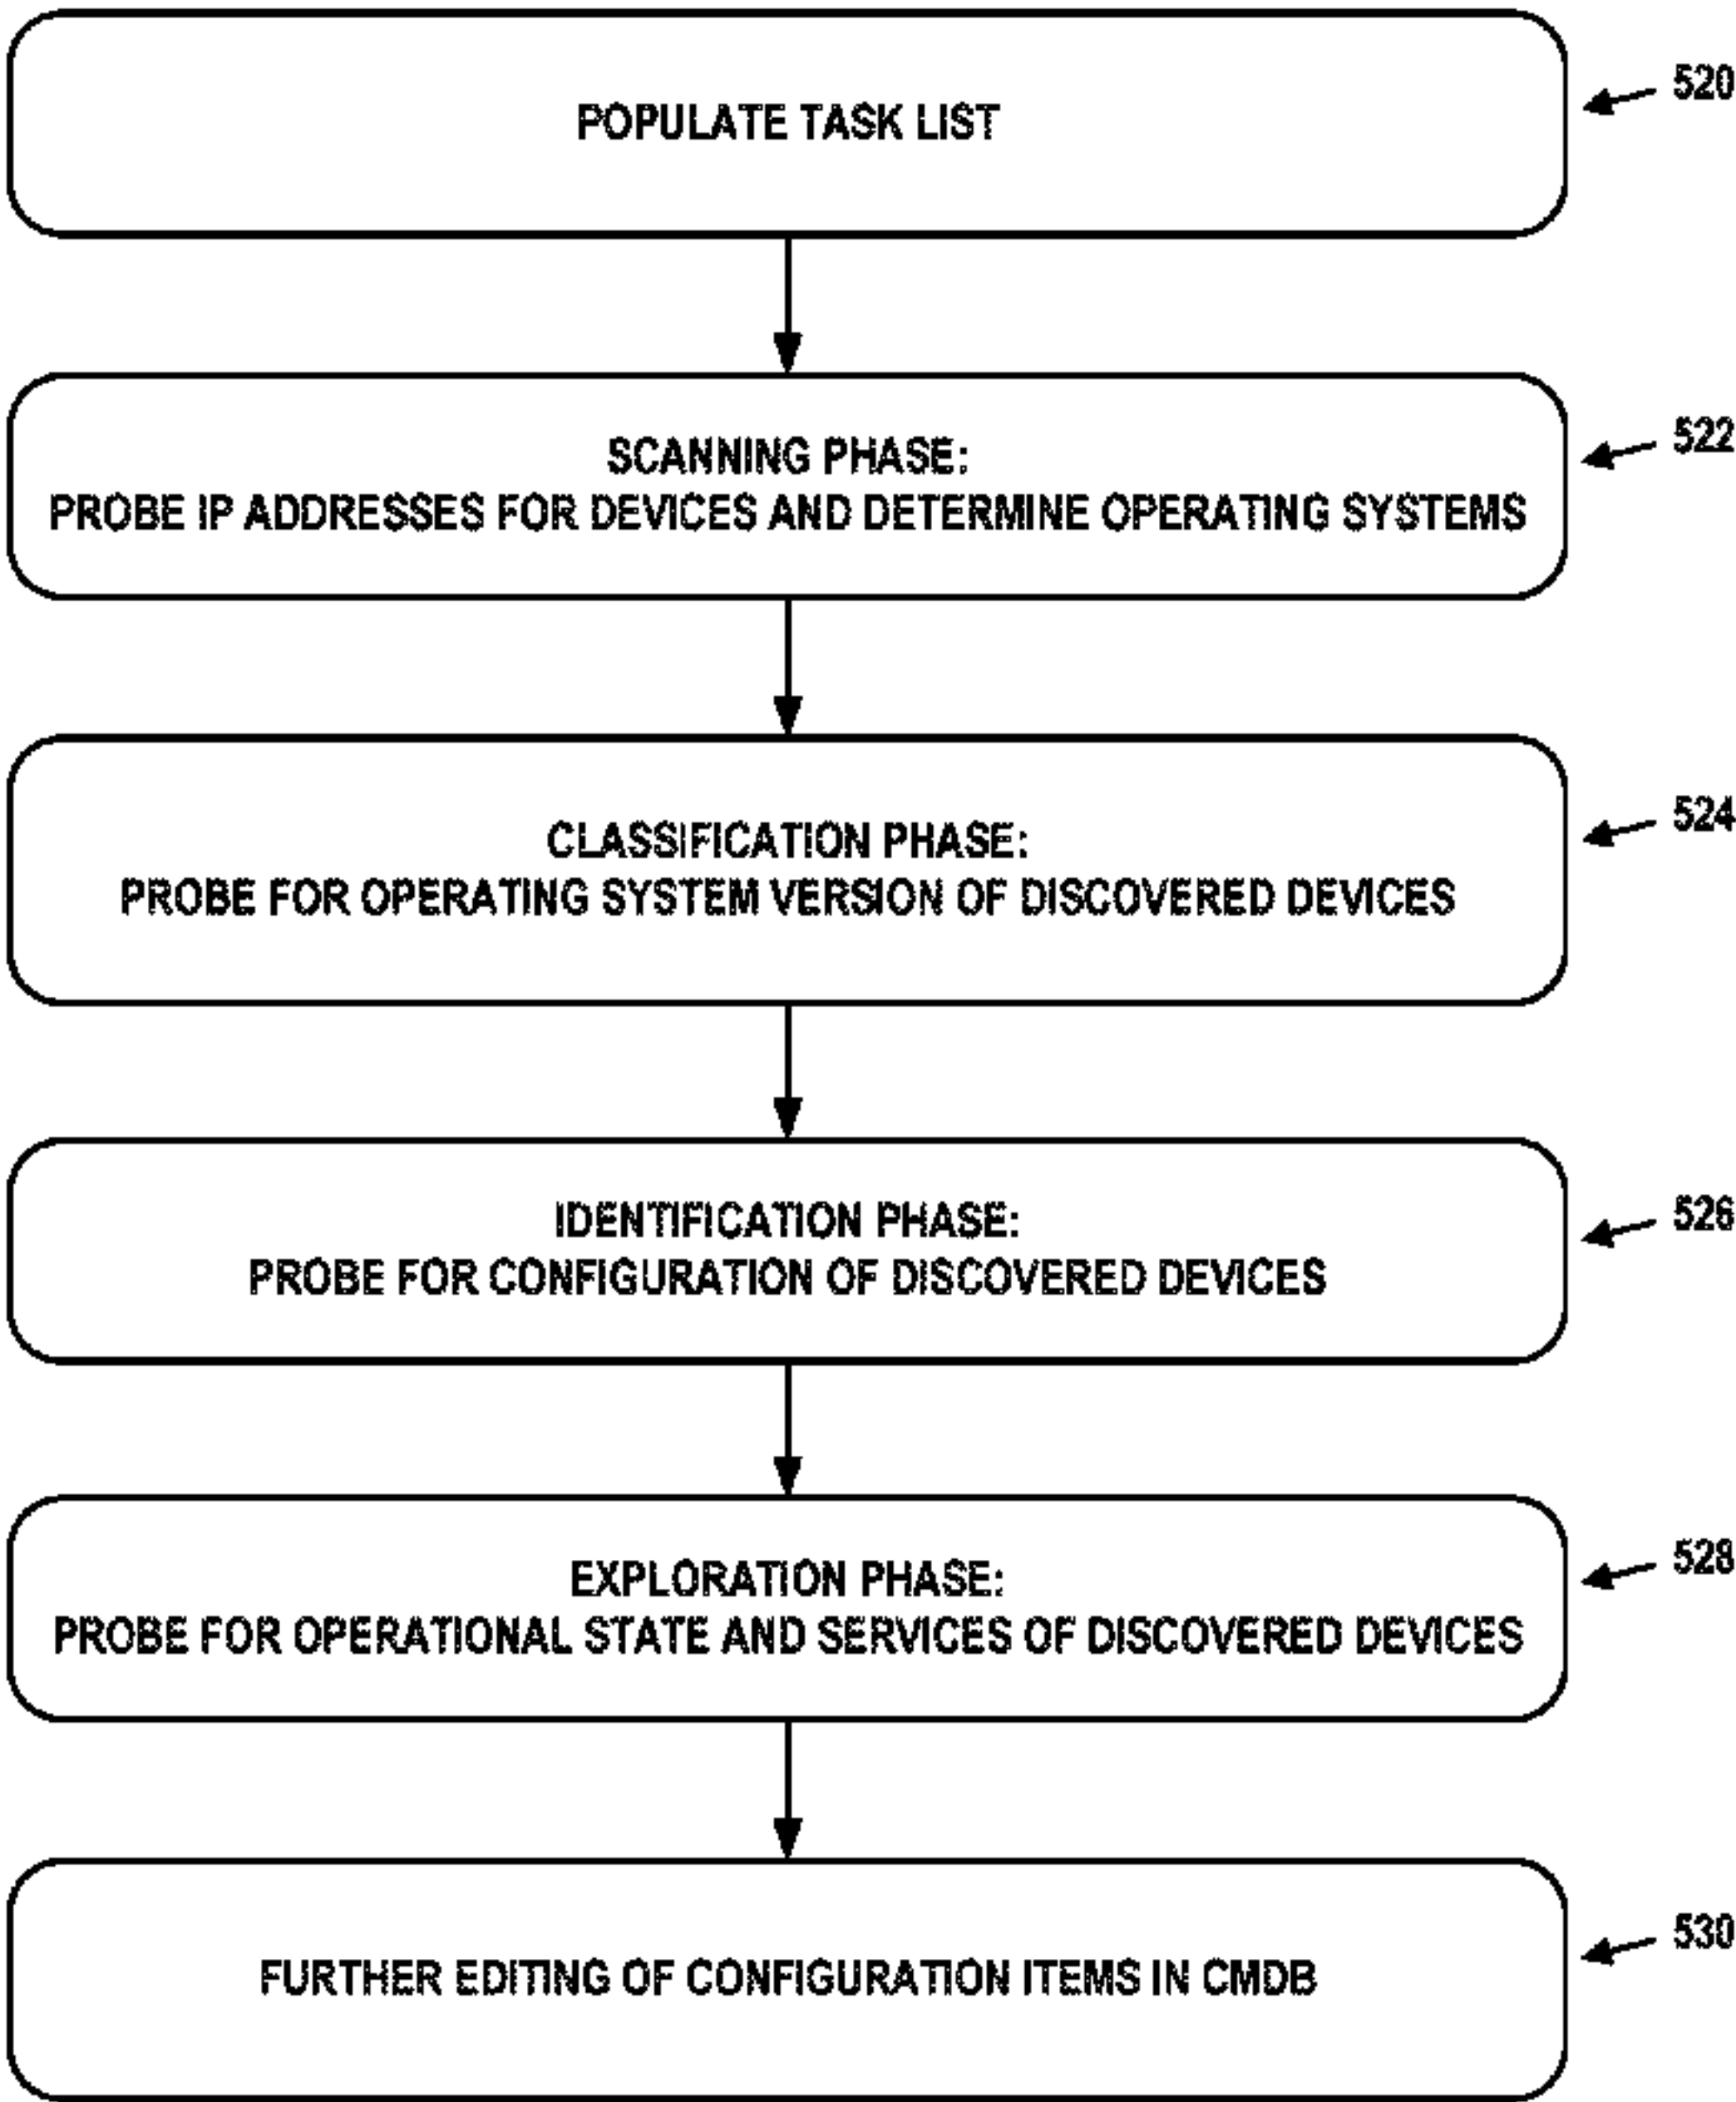 POPULATE TASK LIST
520
SCANNING PHASE:
PROBE IP ADDRESSES FOR DEVICES AND DETERMINE OPERATING SYSTEMS
522
CLASSIFICATION PHASE:
PROBE FOR OPERATING SYSTEM VERSION OF DISCOVERED DEVICES
524
IDENTIFICATION PHASE:
PROBE FOR CONFIGURATION OF DISCOVERED DEVICES
526
EXPLORATION PHASE:
PROBE FOR OPERATIONAL STATE AND SERVICES OF DISCOVERED DEVICES
528
FURTHER EDITING OF CONFIGURATION ITEMS IN CMDB
530